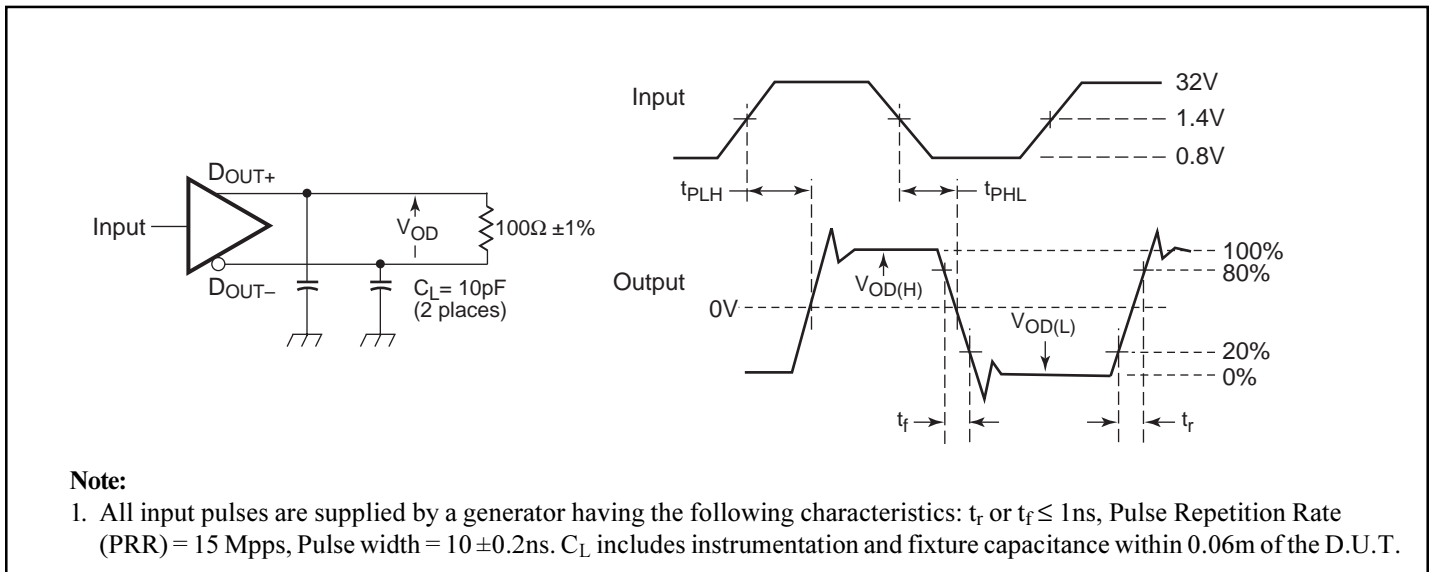 Input
DOUT+
DOUT–
VOD
100Ω ±1%
CL= 10pF
(2 places)
Input
32V
1.4V
0.8V
tPLH
tPHL
Output
0V
VOD(H)
VOD(L)
100%
80%
20%
0%
tf
tr
Note:
1. All input pulses are supplied by a generator having the following characteristics: tr or tf ≤ 1ns, Pulse Repetition Rate
(PRR) = 15 Mpps, Pulse width = 10 ±0.2ns. CL includes instrumentation and fixture capacitance within 0.06m of the D.U.T.